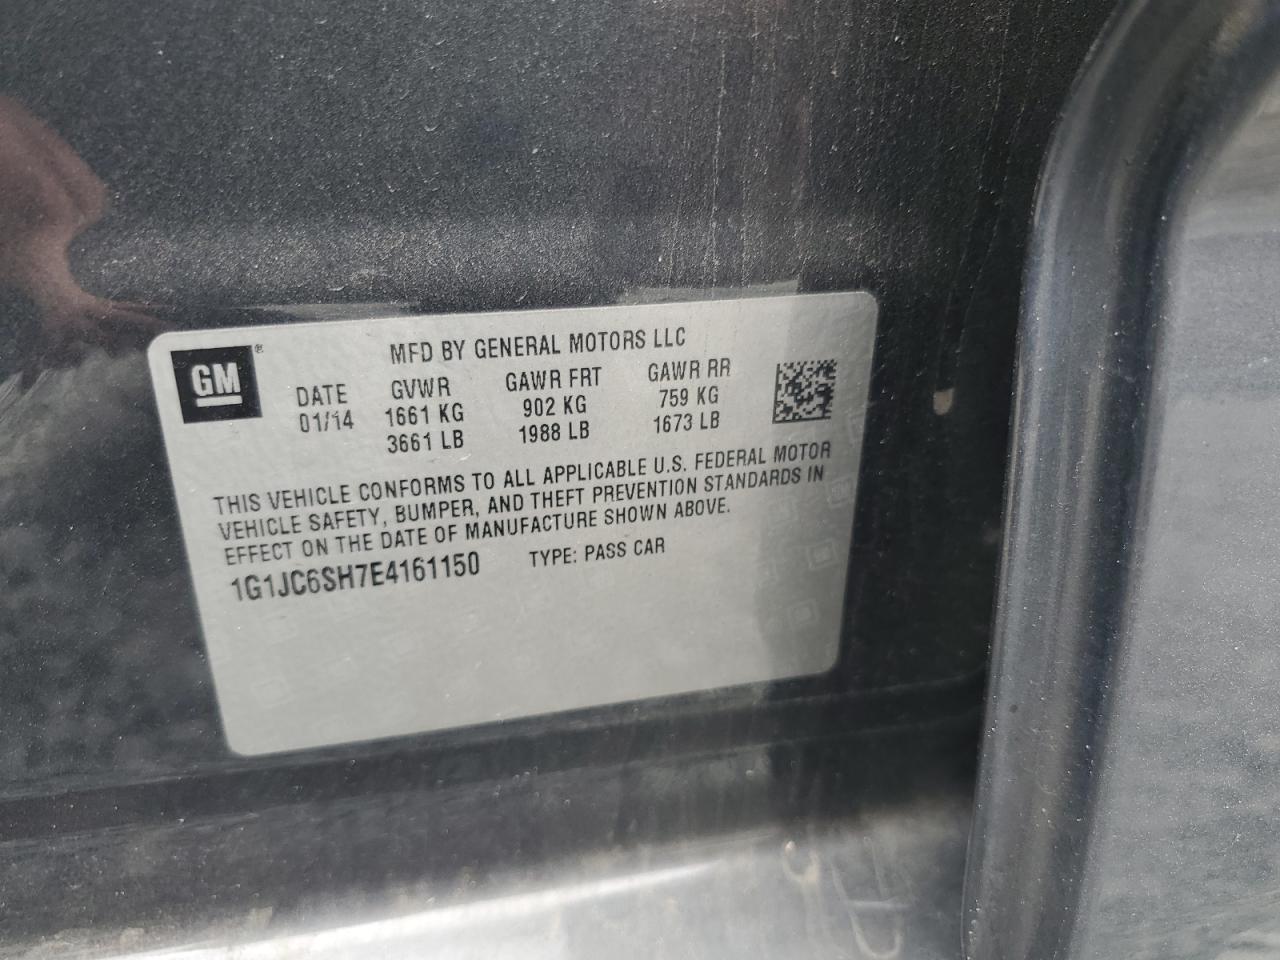 GM ®
MFD BY GENERAL MOTORS LLC
DATE GVWR GAWR FRT GAWR RR
01/14 1661 KG 902 KG 759 KG
3661 LB 1988 LB 1673 LB
THIS VEHICLE CONFORMS TO ALL APPLICABLE U.S. FEDERAL MOTOR
VEHICLE SAFETY, BUMPER, AND THEFT PREVENTION STANDARDS IN
EFFECT ON THE DATE OF MANUFACTURE SHOWN ABOVE.
1G1JC6SH7E4161150 TYPE: PASS CAR